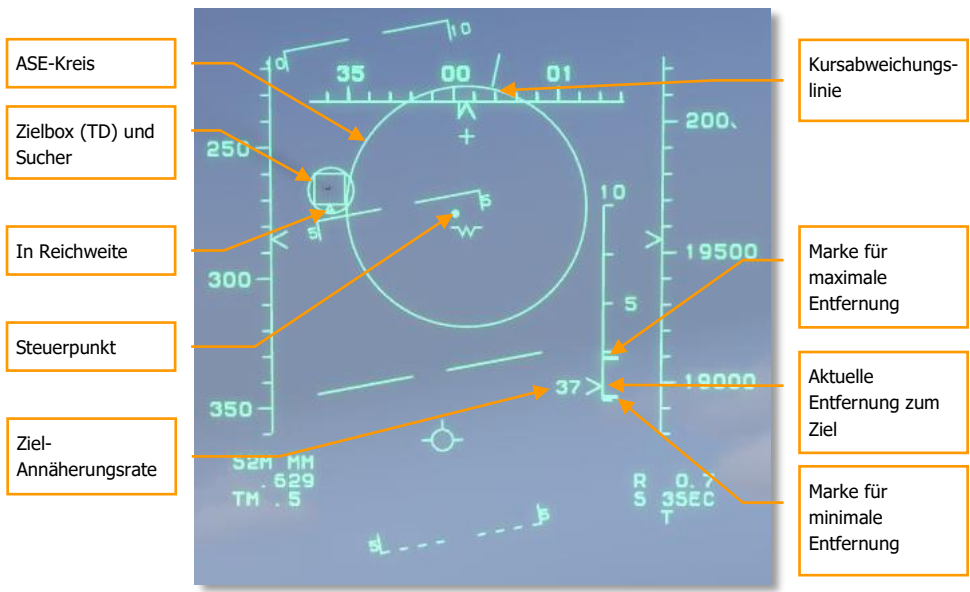 ASE-Kreis
Zielbox (TD) und
Sucher
In Reichweite
Steuerpunkt
Ziel-
Annäherungsrate
10
0
35 00 01
250
300
350
5 5
200
19500
19000
10
5
37
S2M MM
.629
TM .5
R 0.7
S 3SEC
T
5 5
Kursabweichungs-
linie
Marke für
maximale
Entfernung
Aktuelle
Entfernung zum
Ziel
Marke für
minimale
Entfernung